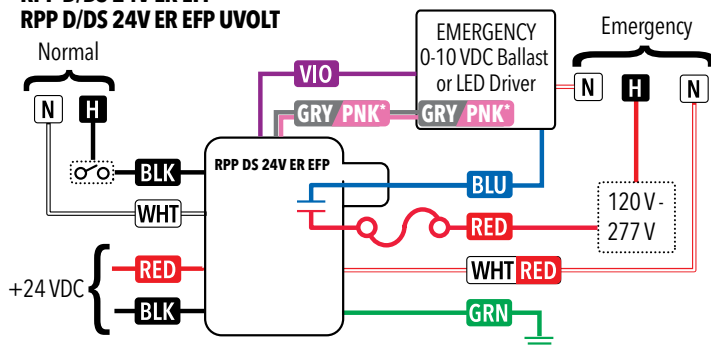 RPP D/DS 24V ER EFP UVOLT
Normal
Emergency
EMERGENCY
0-10 VDC Ballast
or LED Driver
N
H
N
H
N
VIO
GRY/PNK*
GRY/PNK*
RPP DS 24V ER EFP
BLK
WHT
BLU
RED
120 V -
277 V
+24 VDC
RED
BLK
WHT RED
GRN